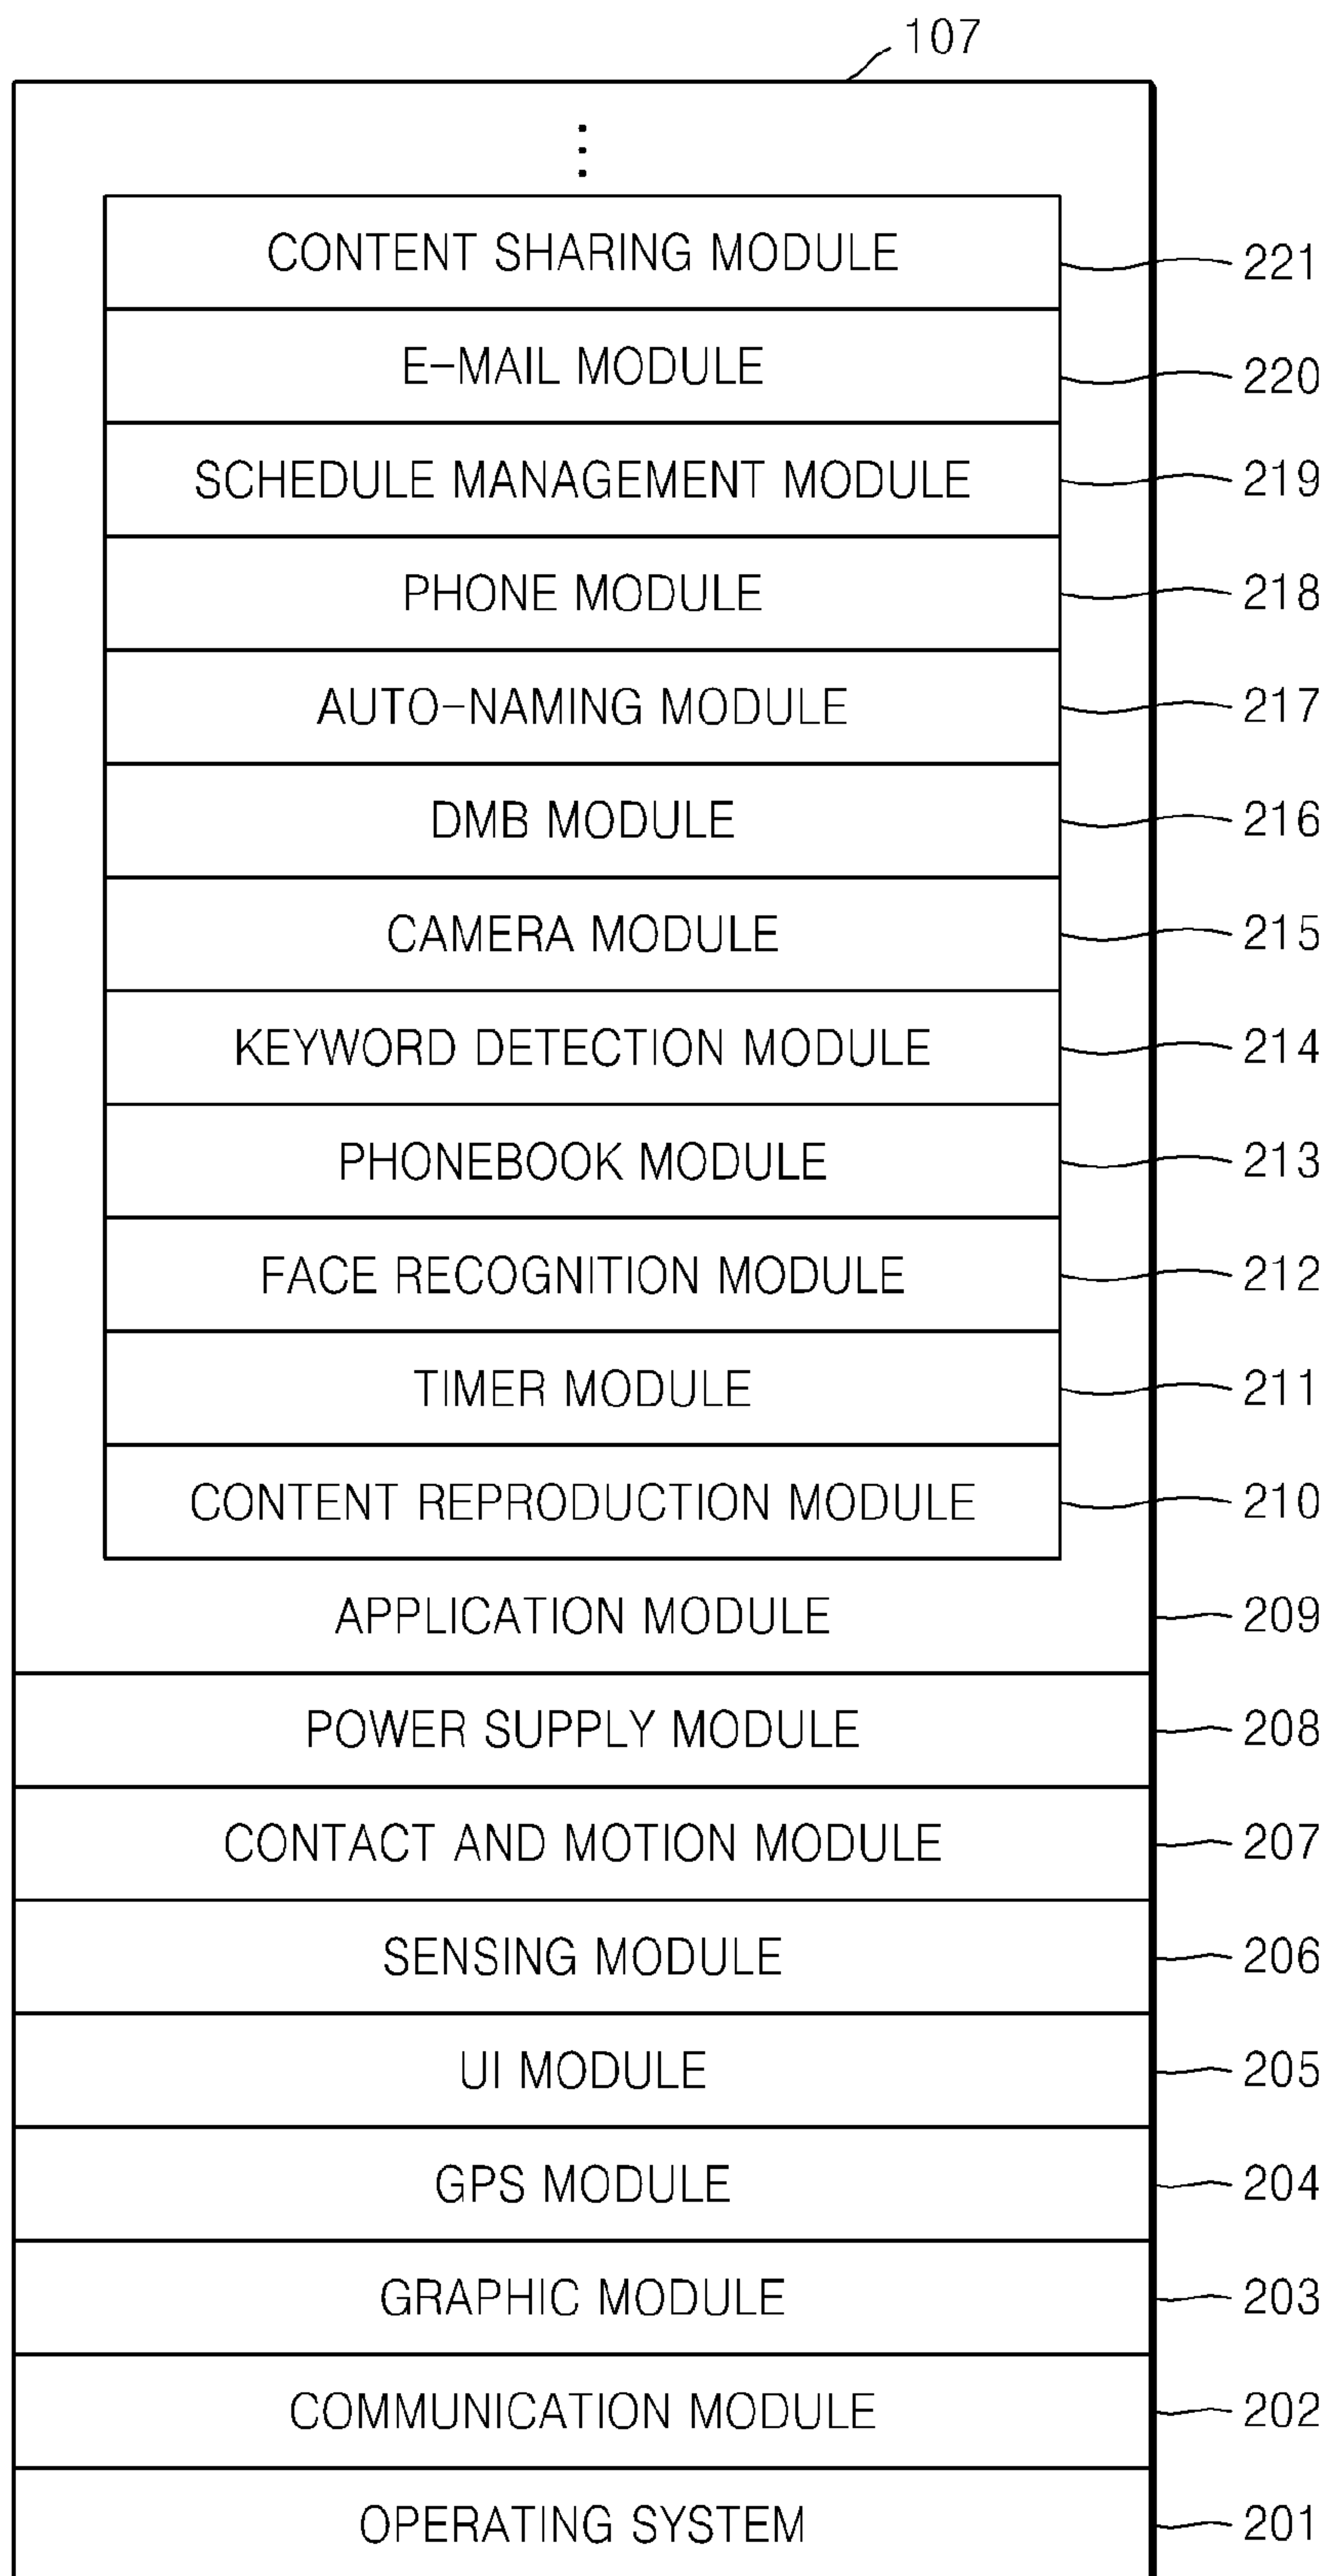 107
CONTENT SHARING MODULE 221
E-MAIL MODULE 220
SCHEDULE MANAGEMENT MODULE 219
PHONE MODULE 218
AUTO-NAMING MODULE 217
DMB MODULE 216
CAMERA MODULE 215
KEYWORD DETECTION MODULE 214
PHONEBOOK MODULE 213
FACE RECOGNITION MODULE 212
TIMER MODULE 211
CONTENT REPRODUCTION MODULE 210
APPLICATION MODULE 209
POWER SUPPLY MODULE 208
CONTACT AND MOTION MODULE 207
SENSING MODULE 206
UI MODULE 205
GPS MODULE 204
GRAPHIC MODULE 203
COMMUNICATION MODULE 202
OPERATING SYSTEM 201